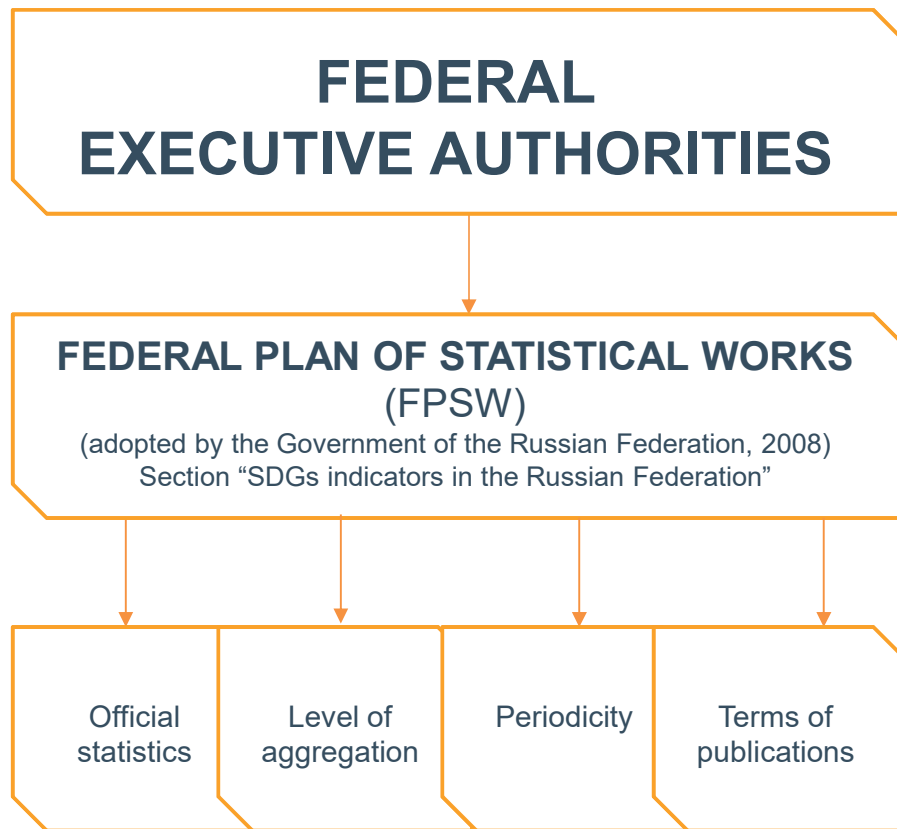 FEDERAL
EXECUTIVE AUTHORITIES
FEDERAL PLAN OF STATISTICAL WORKS
(FPSW)
(adopted by the Government of the Russian Federation, 2008)
Section “SDGs indicators in the Russian Federation”
Official
statistics
Level of
aggregation
Periodicity
Terms of
publications